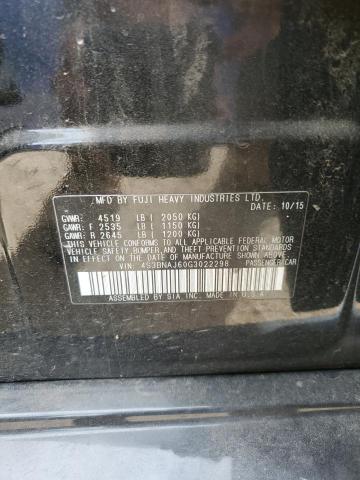 MFD BY FUJI HEAVY INDUSTRIES LTD.
DATE: 10/15
GVWR: 4519 LB ( 2050 KG)
GAWR: F 2535 LB ( 1150 KG)
GAWR: R 2645 LB ( 1200 KG)
THIS VEHICLE CONFORMS TO ALL APPLICABLE FEDERAL MOTOR
VEHICLE SAFETY, BUMPER, AND THEFT PREVENTION STANDARDS
IN EFFECT ON THE DATE OF MANUFACTURE SHOWN ABOVE.
VIN: 4S3BNAJ60G3022298 PASSENGER CAR
ASSEMBLED BY SIA INC. MADE IN U.S.A